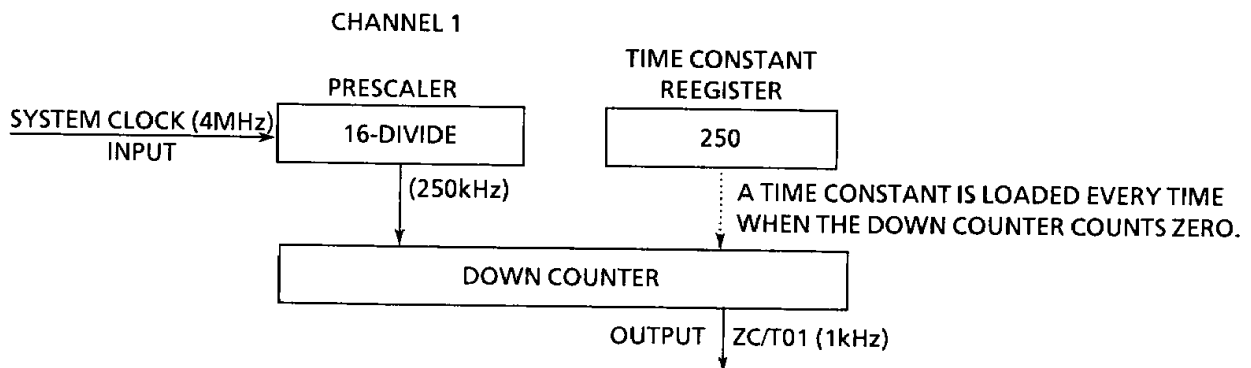 CHANNEL 1
TIME CONSTANT
REEGISTER
PRESCALER
SYSTEM CLOCK (4MHz)
INPUT
16-DIVIDE
250
(250kHz)
A TIME CONSTANT IS LOADED EVERY TIME
WHEN THE DOWN COUNTER COUNTS ZERO.
DOWN COUNTER
OUTPUT ZC/T01 (1kHz)